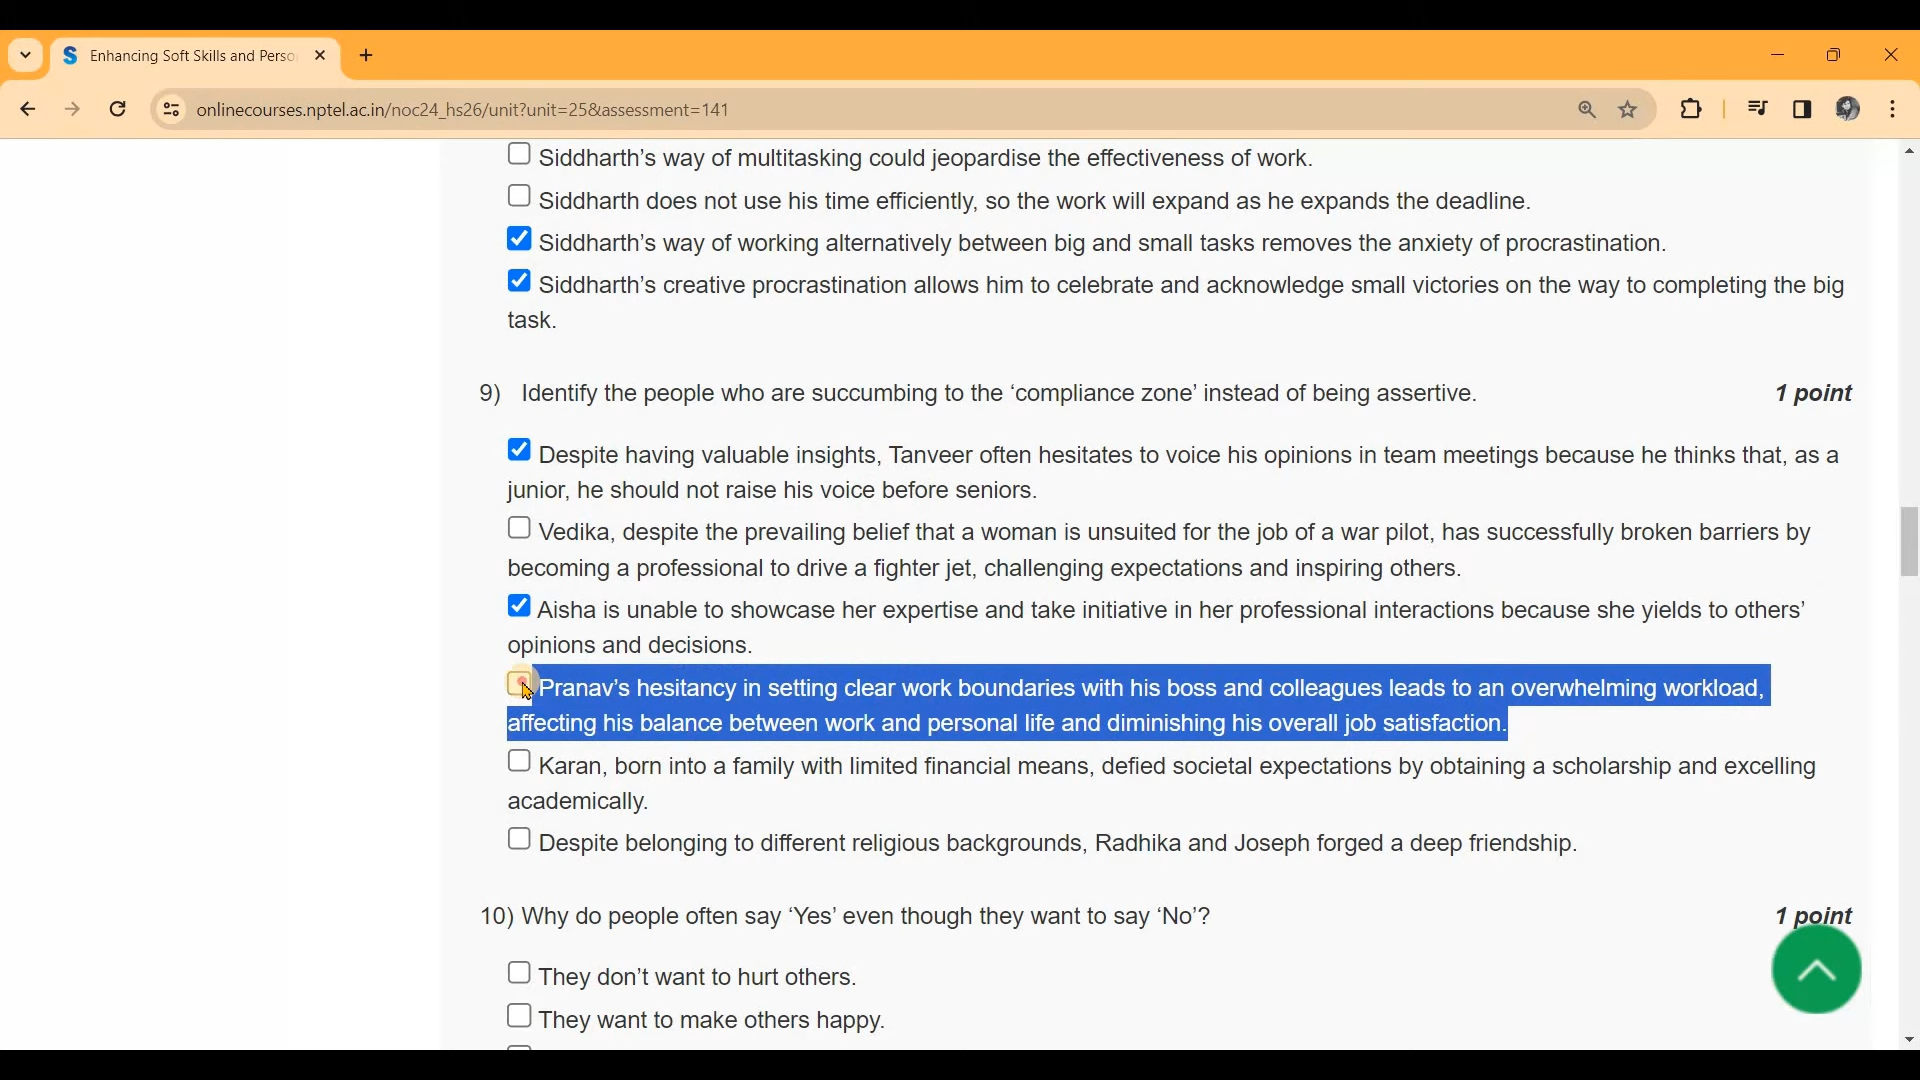 Enhancing Soft Skills and Perso
onlinecourses.nptel.ac.in/noc24_hs26/unit?unit=25&assessment=141
Siddharth’s way of multitasking could jeopardise the effectiveness of work.
Siddharth does not use his time efficiently, so the work will expand as he expands the deadline.
Siddharth’s way of working alternatively between big and small tasks removes the anxiety of procrastination.
Siddharth’s creative procrastination allows him to celebrate and acknowledge small victories on the way to completing the big
task.
9) Identify the people who are succumbing to the ‘compliance zone’ instead of being assertive. 1 point
Despite having valuable insights, Tanveer often hesitates to voice his opinions in team meetings because he thinks that, as a
junior, he should not raise his voice before seniors.
Vedika, despite the prevailing belief that a woman is unsuited for the job of a war pilot, has successfully broken barriers by
becoming a professional to drive a fighter jet, challenging expectations and inspiring others.
Aisha is unable to showcase her expertise and take initiative in her professional interactions because she yields to others’
opinions and decisions.
Pranav’s hesitancy in setting clear work boundaries with his boss and colleagues leads to an overwhelming workload,
affecting his balance between work and personal life and diminishing his overall job satisfaction.
Karan, born into a family with limited financial means, defied societal expectations by obtaining a scholarship and excelling
academically.
Despite belonging to different religious backgrounds, Radhika and Joseph forged a deep friendship.
10) Why do people often say ‘Yes’ even though they want to say ‘No’? 1 point
They don’t want to hurt others.
They want to make others happy.